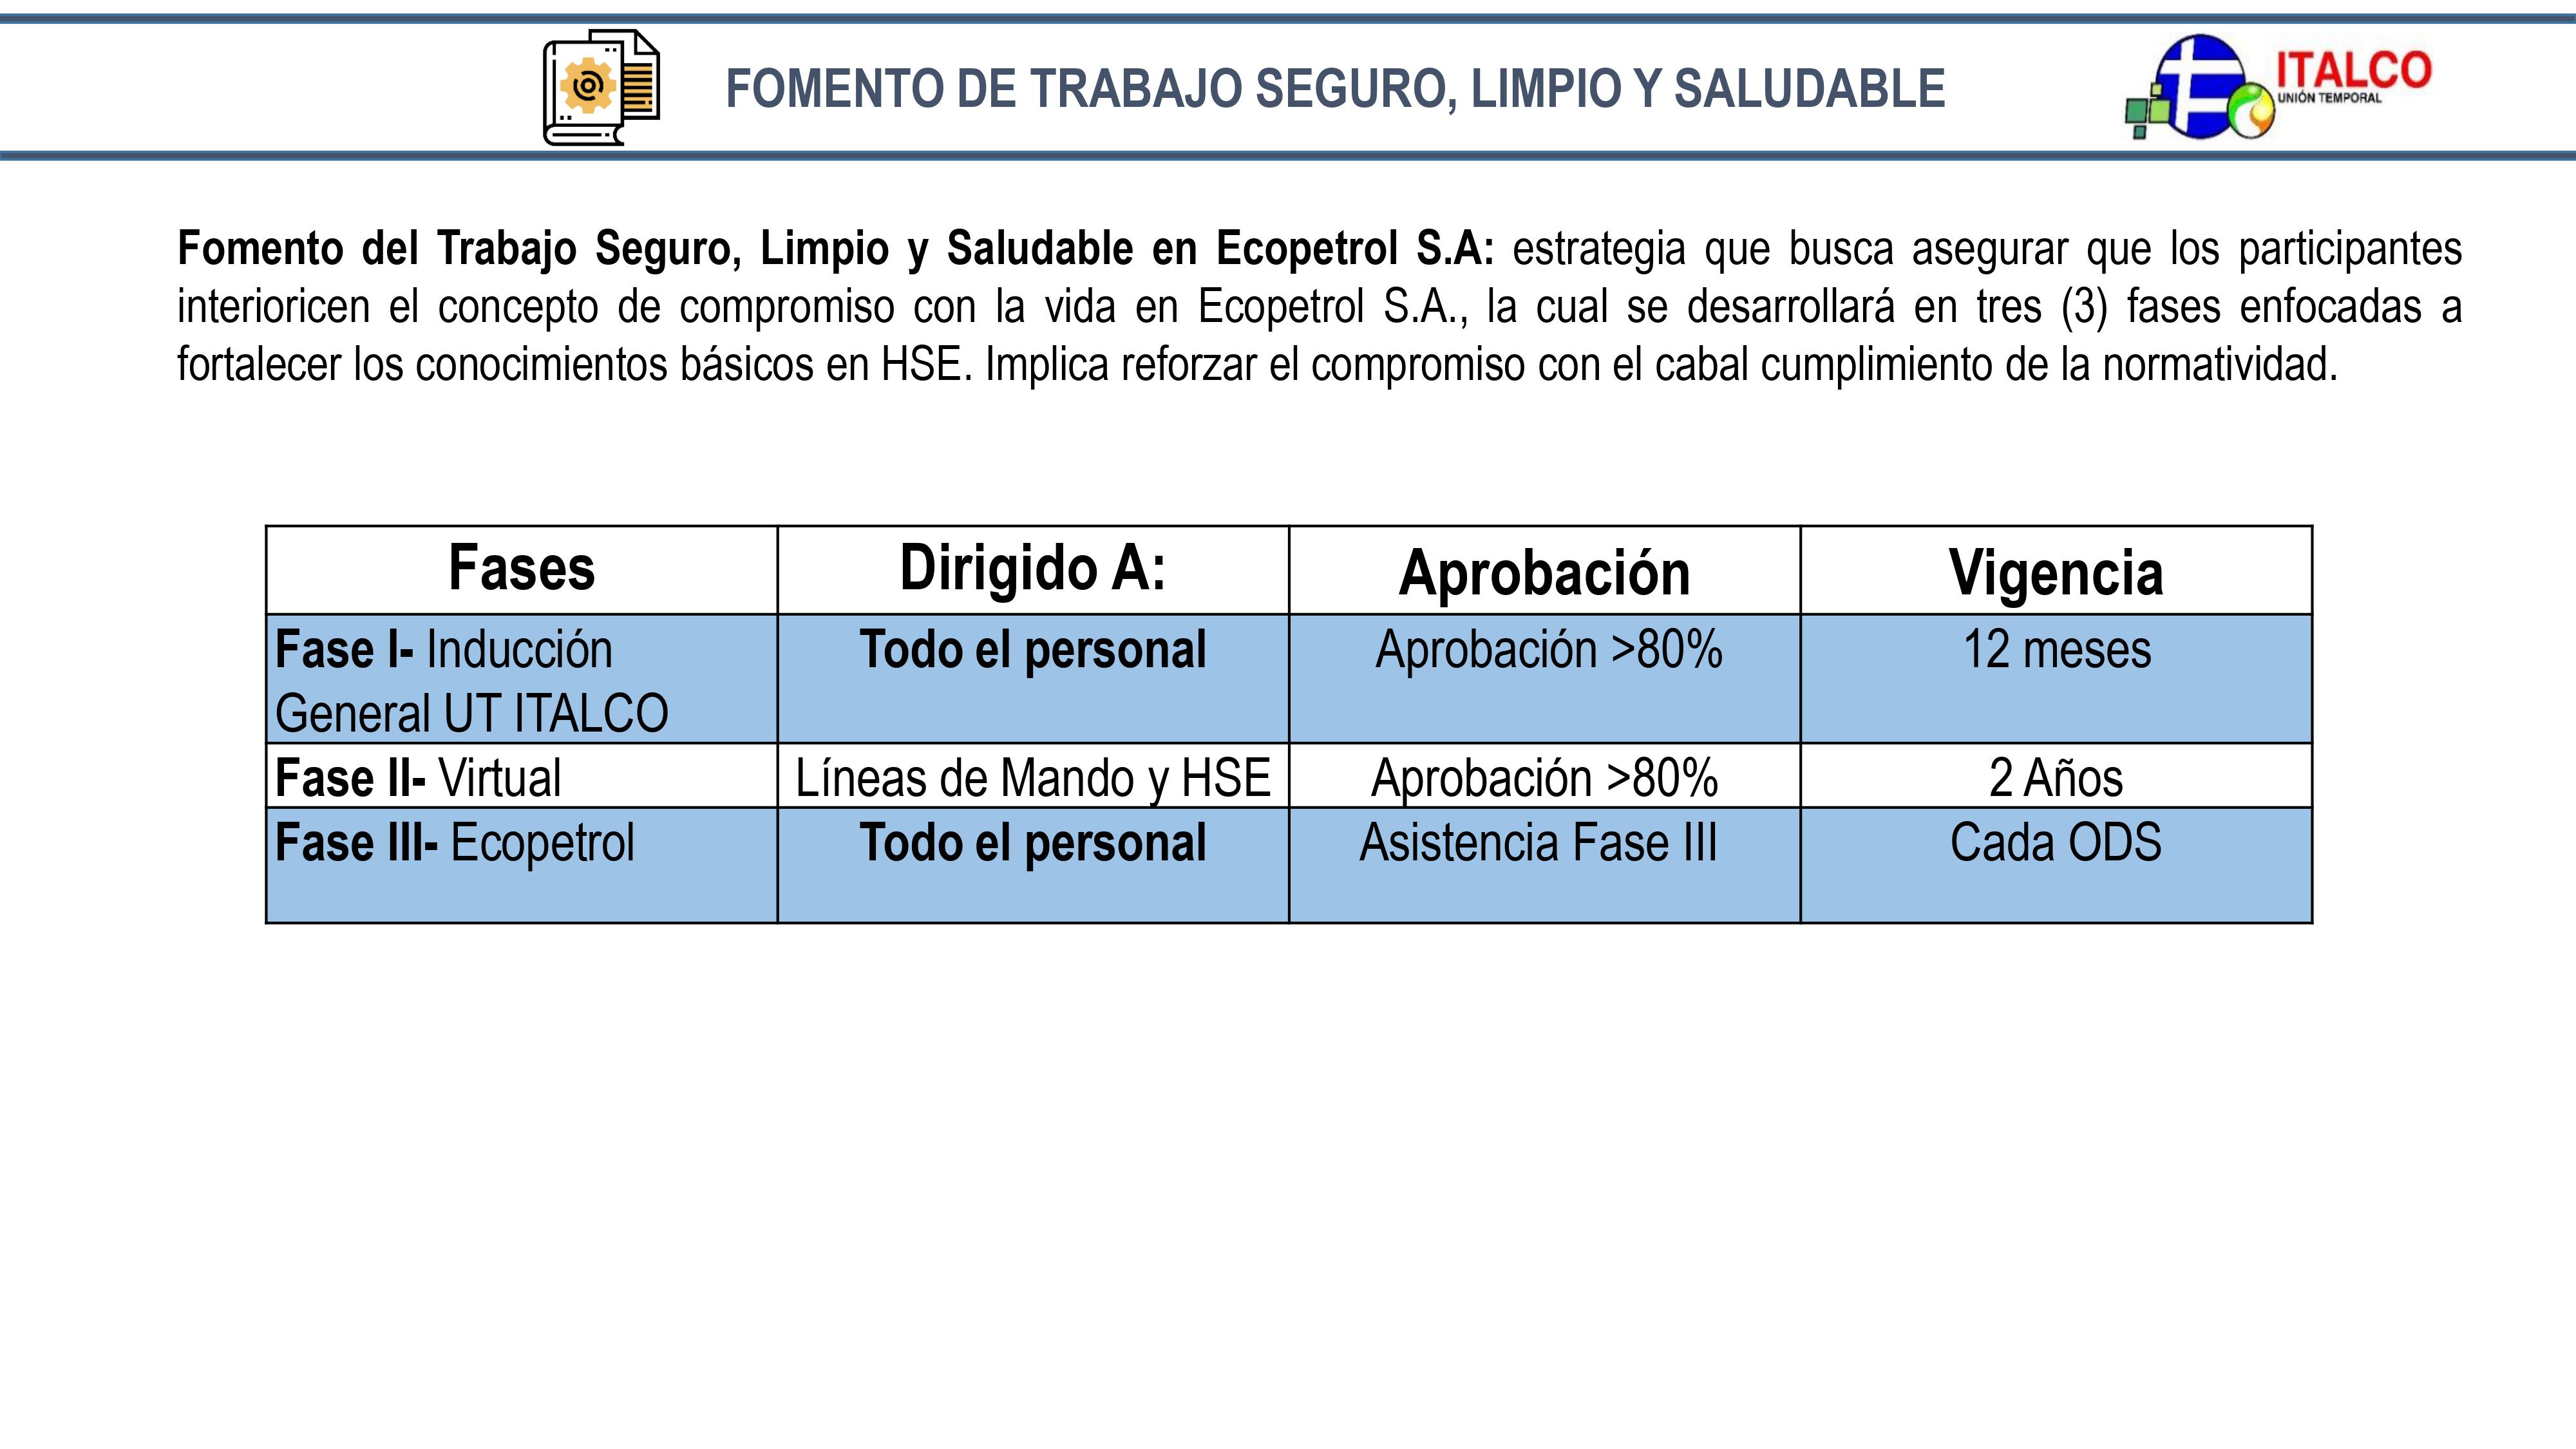 FOMENTO DE TRABAJO SEGURO, LIMPIO Y SALUDABLE
ITALCO
UNIÓN TEMPORAL
Fomento del Trabajo Seguro, Limpio y Saludable en Ecopetrol S.A: estrategia que busca asegurar que los participantes
interioricen el concepto de compromiso con la vida en Ecopetrol S.A., la cual se desarrollará en tres (3) fases enfocadas a
fortalecer los conocimientos básicos en HSE. Implica reforzar el compromiso con el cabal cumplimiento de la normatividad.
Fases Dirigido A: Aprobación Vigencia
Fase I- Inducción Todo el personal Aprobación >80% 12 meses
General UT ITALCO
Fase II- Virtual Líneas de Mando y HSE Aprobación >80% 2 Años
Fase III- Ecopetrol Todo el personal Asistencia Fase III Cada ODS